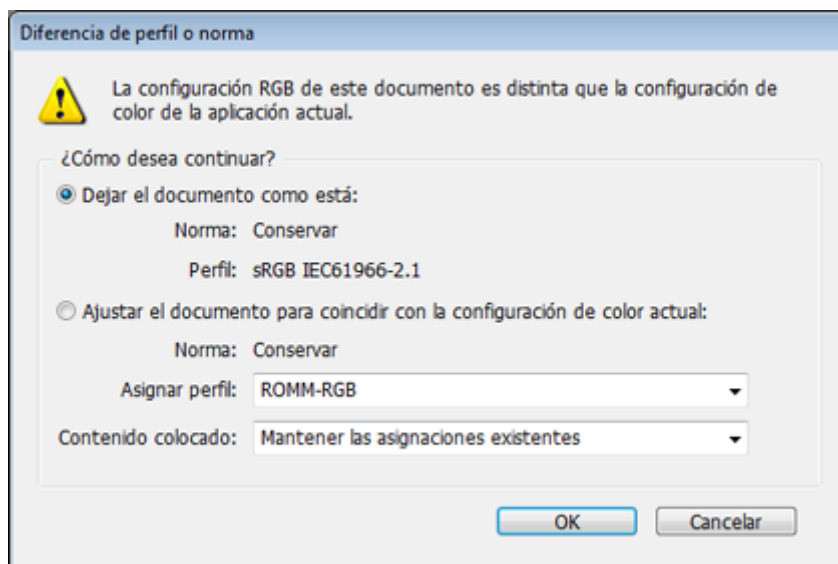 Diferencia de perfil o norma
La configuración RGB de este documento es distinta que la configuración de
color de la aplicación actual.
¿Cómo desea continuar?
Dejar el documento como está:
Norma: Conservar
Perfil: sRGB IEC61966-2.1
Ajustar el documento para coincidir con la configuración de color actual:
Norma: Conservar
Asignar perfil: ROMM-RGB
Contenido colocado: Mantener las asignaciones existentes
OK Cancelar